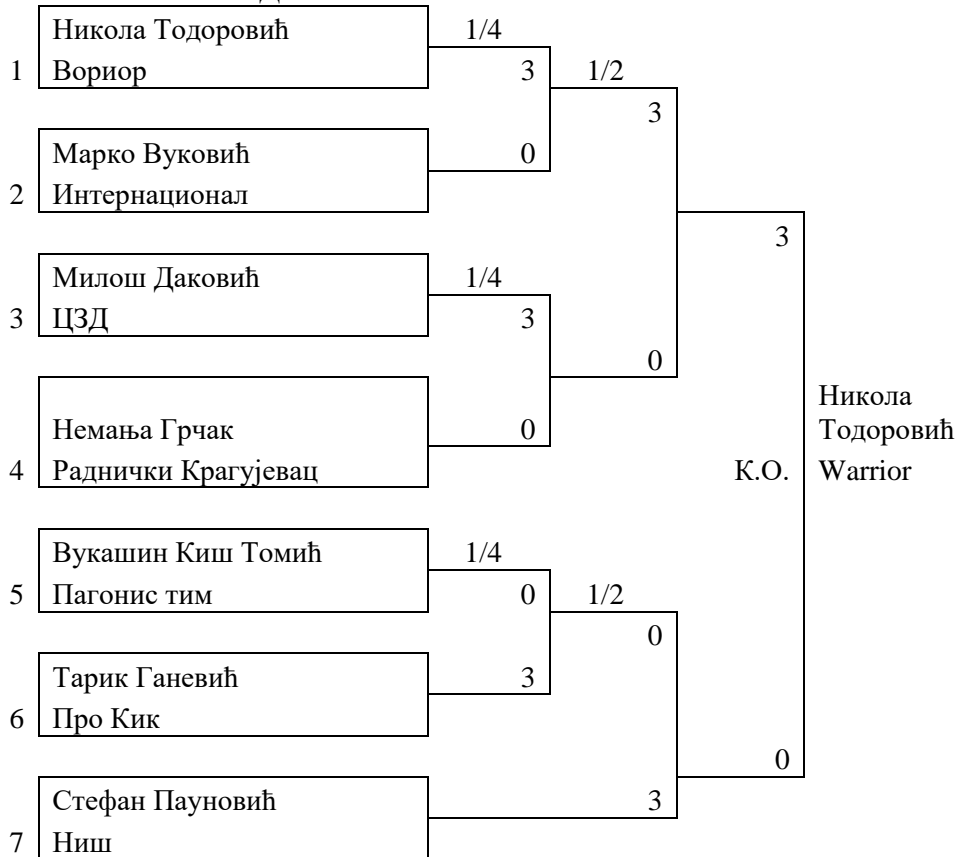 Никола Тодоровић
1/4
1
Вориор
3
1/2
3
Марко Вуковић
0
2
Интернационал
3
Милош Даковић
1/4
3
ЦЗД
3
0
Немања Грчак
0
4
Раднички Крагујевац
Никола
Тодоровић
К.О.
Warrior
Вукашин Киш Томић
1/4
5
Пагонис тим
0
1/2
0
Тарик Ганевић
3
6
Про Кик
0
Стефан Пауновић
3
7
Ниш